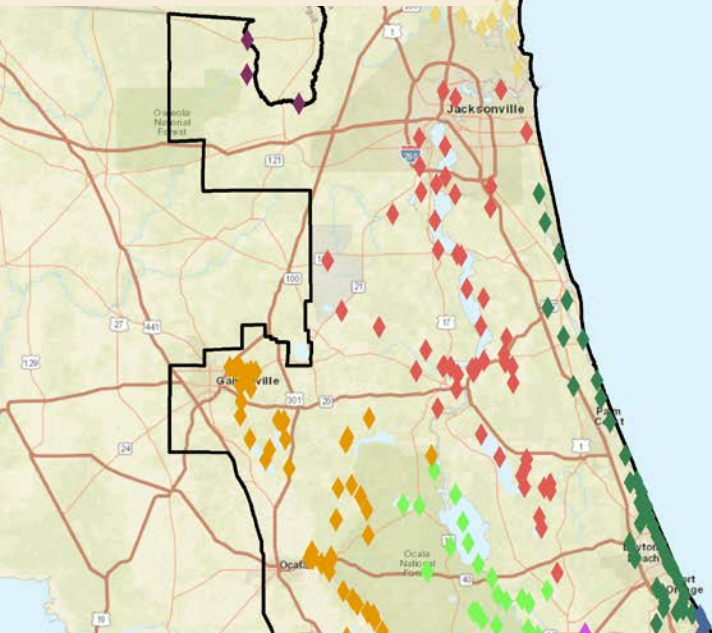 1
Jacksonville
Osceola
National
Forest
121
100
21
27
441
17
129
Gainesville
301
20
24
1
Palm
Coast
Ocala
Ocala
National
Forest
40
Daytona
Beach
Port
Orange
19